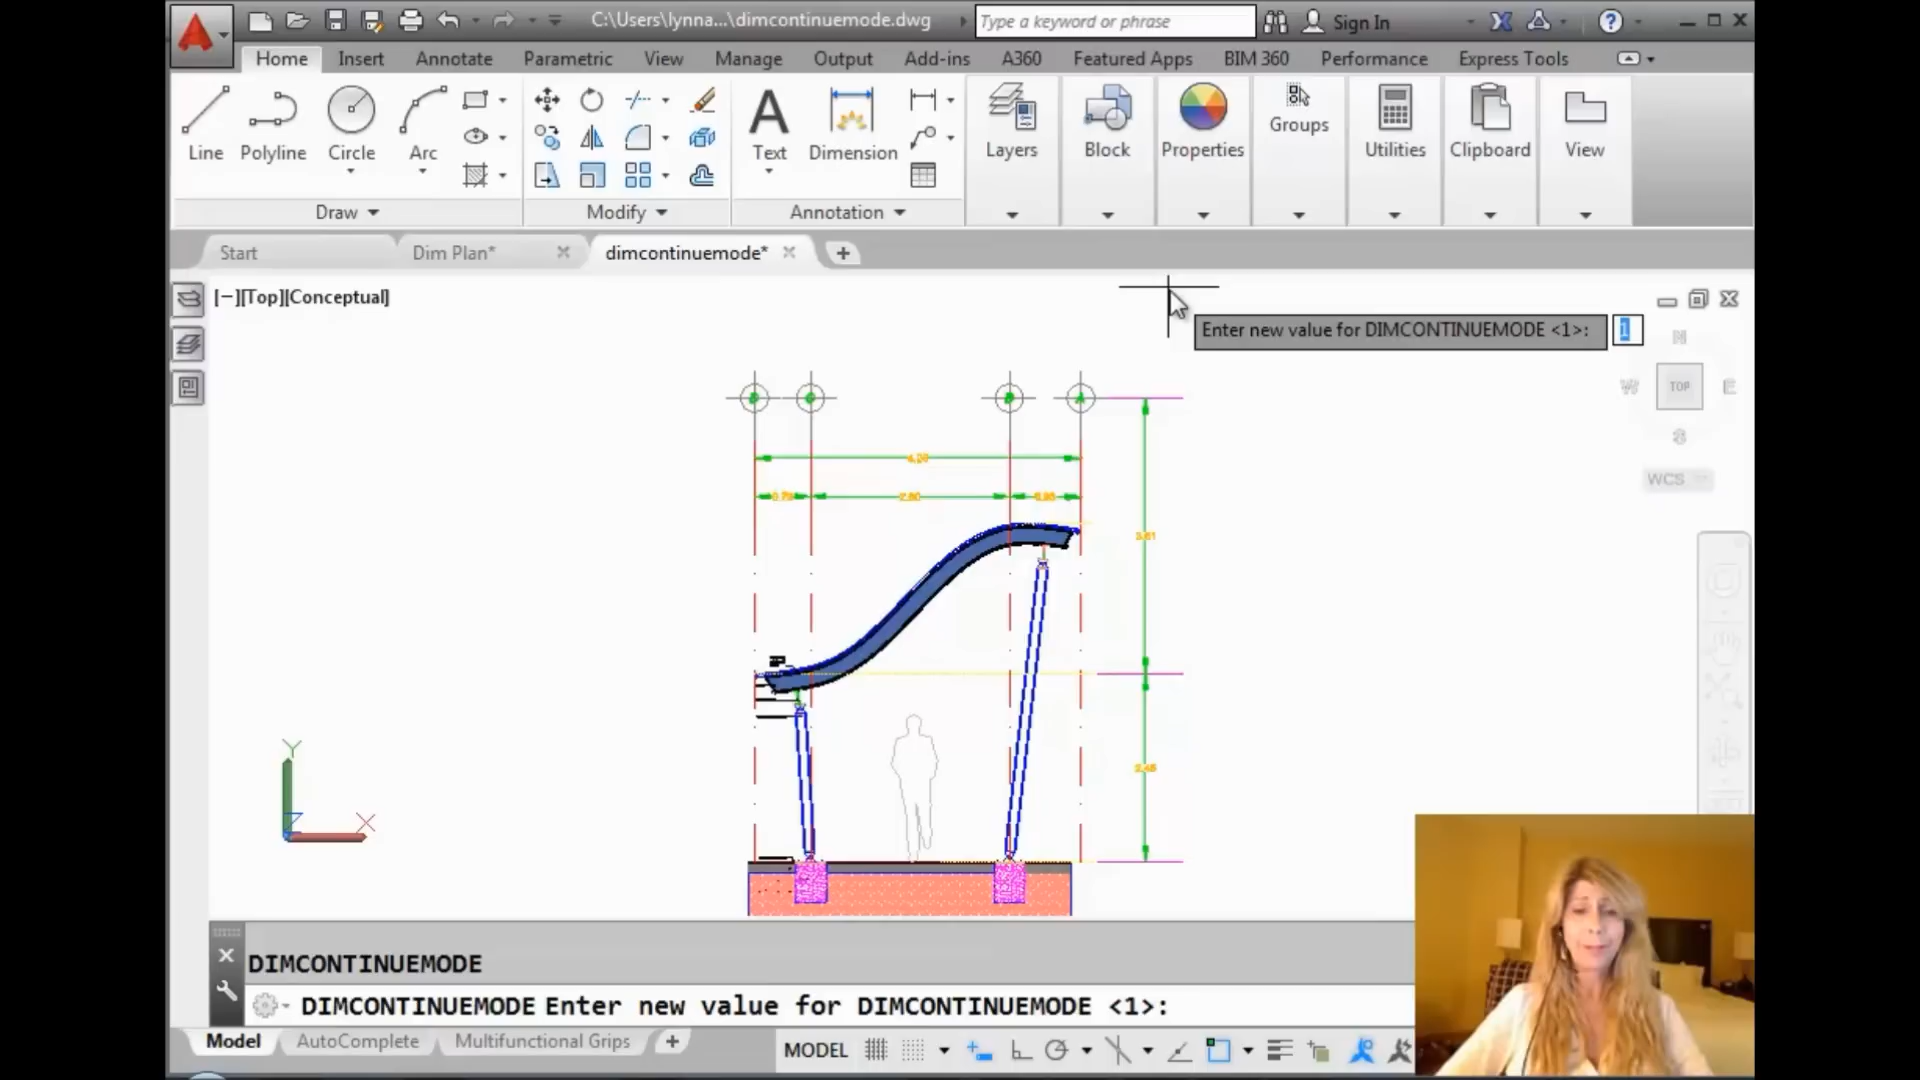 C:\Users\lynna...\dimcontinuemode.dwg
Type a keyword or phrase
Sign In
Home Insert Annotate Parametric View Manage Output Add-ins A360 Featured Apps BIM 360 Performance Express Tools
Line Polyline Circle Arc
Text Dimension
Layers Block Properties Groups Utilities Clipboard View
Draw Modify Annotation
Start Dim Plan* dimcontinuemode*
[−][Top][Conceptual]
Enter new value for DIMCONTINUEMODE <1>: 1
N
W TOP E
S
WCS
Y
X
DIMCONTINUEMODE
DIMCONTINUEMODE Enter new value for DIMCONTINUEMODE <1>:
Model AutoComplete Multifunctional Grips
MODEL